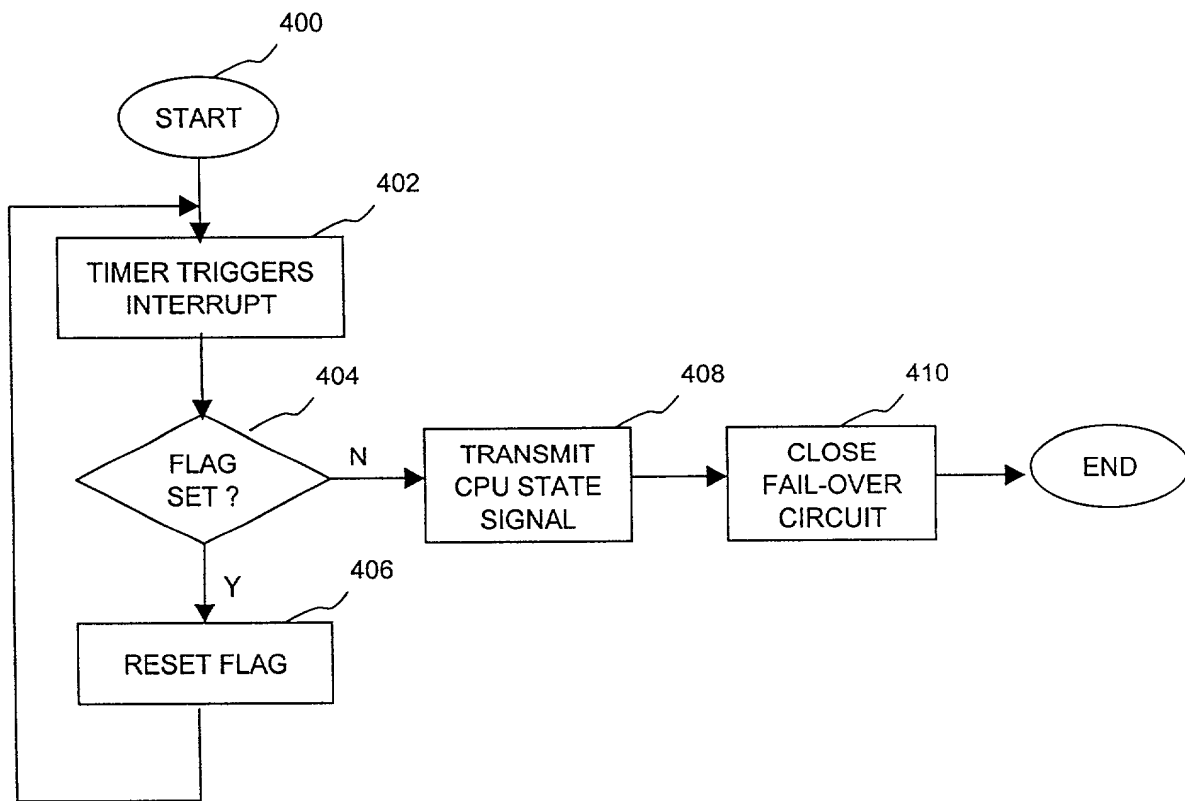 400
START
402
TIMER TRIGGERS
INTERRUPT
404
FLAG
SET ?
N
408
TRANSMIT
CPU STATE
SIGNAL
410
CLOSE
FAIL-OVER
CIRCUIT
END
Y
406
RESET FLAG